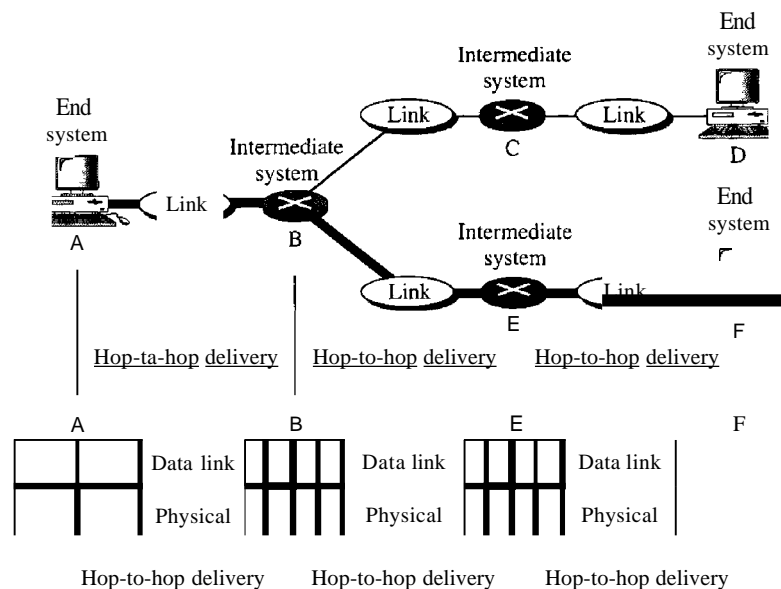 End
system
Intermediate
system
Link
Link
C
D
End
system
Intermediate
system
Link
A
B
End
system
Intermediate
system
Link
Link
E
F
Hop-ta-hop delivery
Hop-to-hop delivery
Hop-to-hop delivery
A
B
E
F
Data link
Data link
Data link
Physical
Physical
Physical
Hop-to-hop delivery
Hop-to-hop delivery
Hop-to-hop delivery